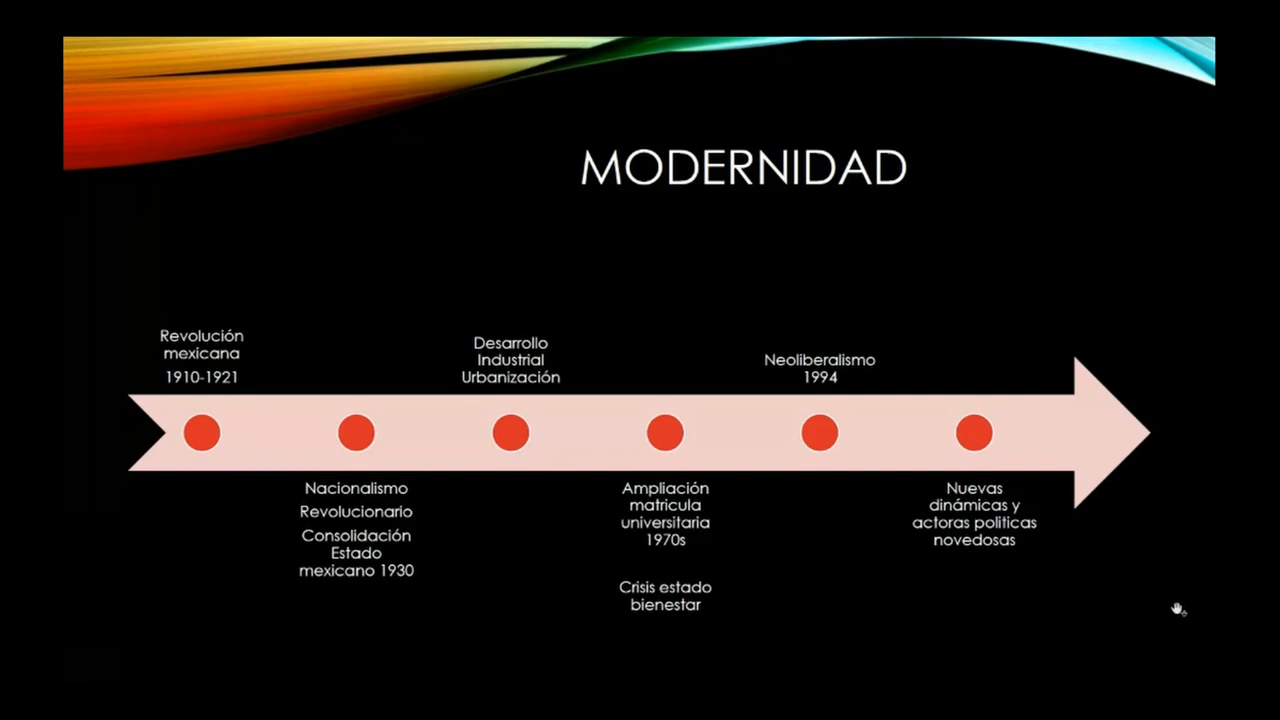 MODERNIDAD
Revolución
mexicana
1910-1921
Nacionalismo
Revolucionario
Consolidación
Estado
mexicano 1930
Desarrollo
Industrial
Urbanización
Ampliación
matricula
universitaria
1970s
Crisis estado
bienestar
Neoliberalismo
1994
Nuevas
dinámicas y
actoras politicas
novedosas